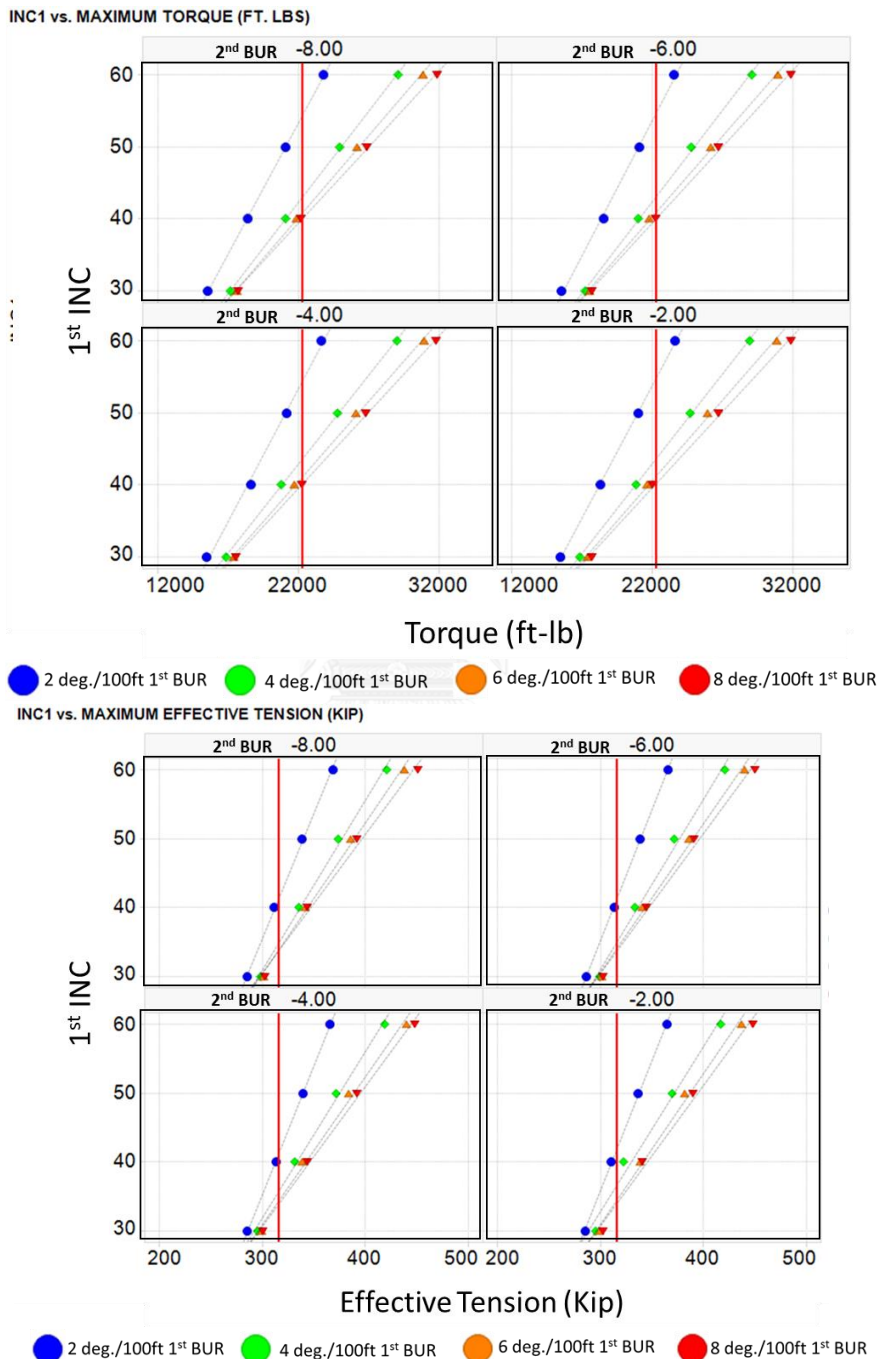 INC1 vs. MAXIMUM TORQUE (FT. LBS)
2nd BUR -8.00
2nd BUR -6.00
60
50
40
30
1st INC
2nd BUR -4.00
2nd BUR -2.00
60
50
40
30
12000 22000 32000 12000 22000 32000
Torque (ft-lb)
2 deg./100ft 1st BUR 4 deg./100ft 1st BUR 6 deg./100ft 1st BUR 8 deg./100ft 1st BUR
INC1 vs. MAXIMUM EFFECTIVE TENSION (KIP)
2nd BUR -8.00
2nd BUR -6.00
60
50
40
30
1st INC
2nd BUR -4.00
2nd BUR -2.00
60
50
40
30
200 300 400 500 200 300 400 500
Effective Tension (Kip)
2 deg./100ft 1st BUR 4 deg./100ft 1st BUR 6 deg./100ft 1st BUR 8 deg./100ft 1st BUR